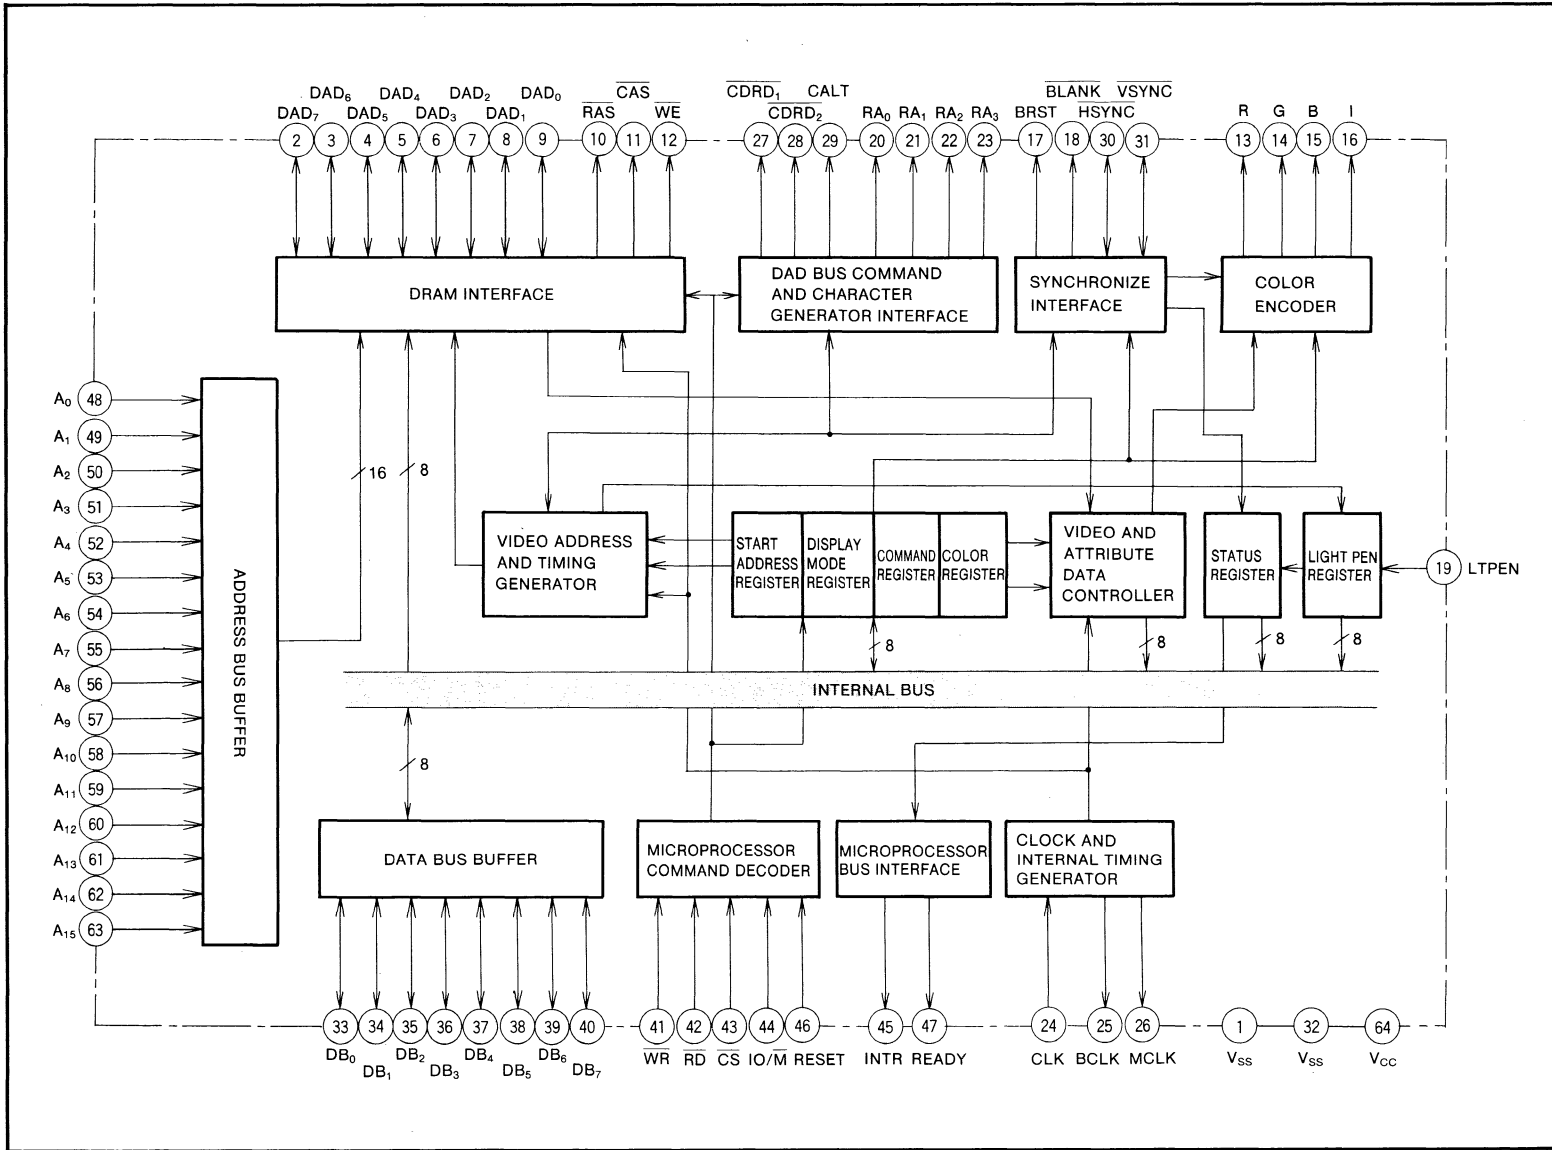 DAD₆ DAD₄ DAD₂ DAD₀ CAS CDRD₁ CALT BLANK VSYNC
DAD₇ DAD₅ DAD₃ DAD₁ RAS WE CDRD₂ RA₀ RA₁ RA₂ RA₃ BRST HSYNC R G B I
2 3 4 5 6 7 8 9 10 11 12 27 28 29 20 21 22 23 17 18 30 31 13 14 15 16
DRAM INTERFACE
DAD BUS COMMAND
AND CHARACTER
GENERATOR INTERFACE
SYNCHRONIZE
INTERFACE
COLOR
ENCODER
A₀ 48
A₁ 49
A₂ 50
A₃ 51
A₄ 52
A₅ 53
A₆ 54
A₇ 55
A₈ 56
A₉ 57
A₁₀ 58
A₁₁ 59
A₁₂ 60
A₁₃ 61
A₁₄ 62
A₁₅ 63
ADDRESS BUS BUFFER
16 8
VIDEO ADDRESS
AND TIMING
GENERATOR
START
ADDRESS
REGISTER
DISPLAY
MODE
REGISTER
COMMAND
REGISTER
COLOR
REGISTER
VIDEO AND
ATTRIBUTE
DATA
CONTROLLER
STATUS
REGISTER
LIGHT PEN
REGISTER
19 LTPEN
8 8 8 8
INTERNAL BUS
8
DATA BUS BUFFER
MICROPROCESSOR
COMMAND DECODER
MICROPROCESSOR
BUS INTERFACE
CLOCK AND
INTERNAL TIMING
GENERATOR
33 34 35 36 37 38 39 40 41 42 43 44 46 45 47 24 25 26 1 32 64
DB₀ DB₂ DB₄ DB₆ WR RD CS IO/M RESET INTR READY CLK BCLK MCLK V_SS V_SS V_CC
DB₁ DB₃ DB₅ DB₇